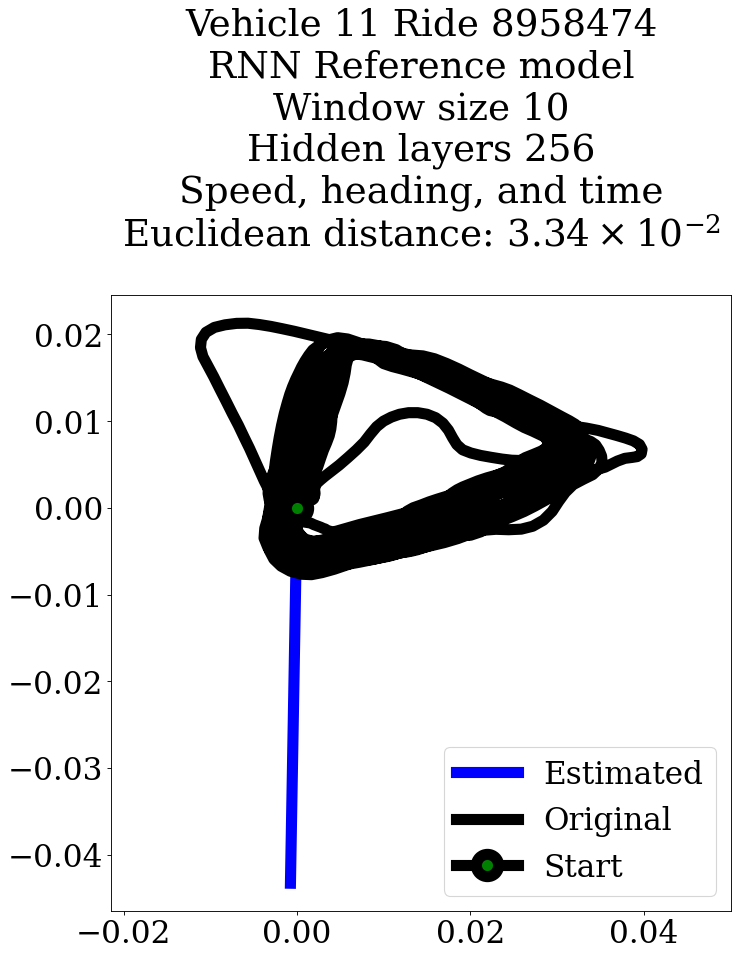 Vehicle 11 Ride 8958474
RNN Reference model
Window size 10
Hidden layers 256
Speed, heading, and time
Euclidean distance: 3.34 × 10⁻²
0.02
0.01
0.00
−0.01
−0.02
−0.03
−0.04
Estimated
Original
Start
−0.02 0.00 0.02 0.04